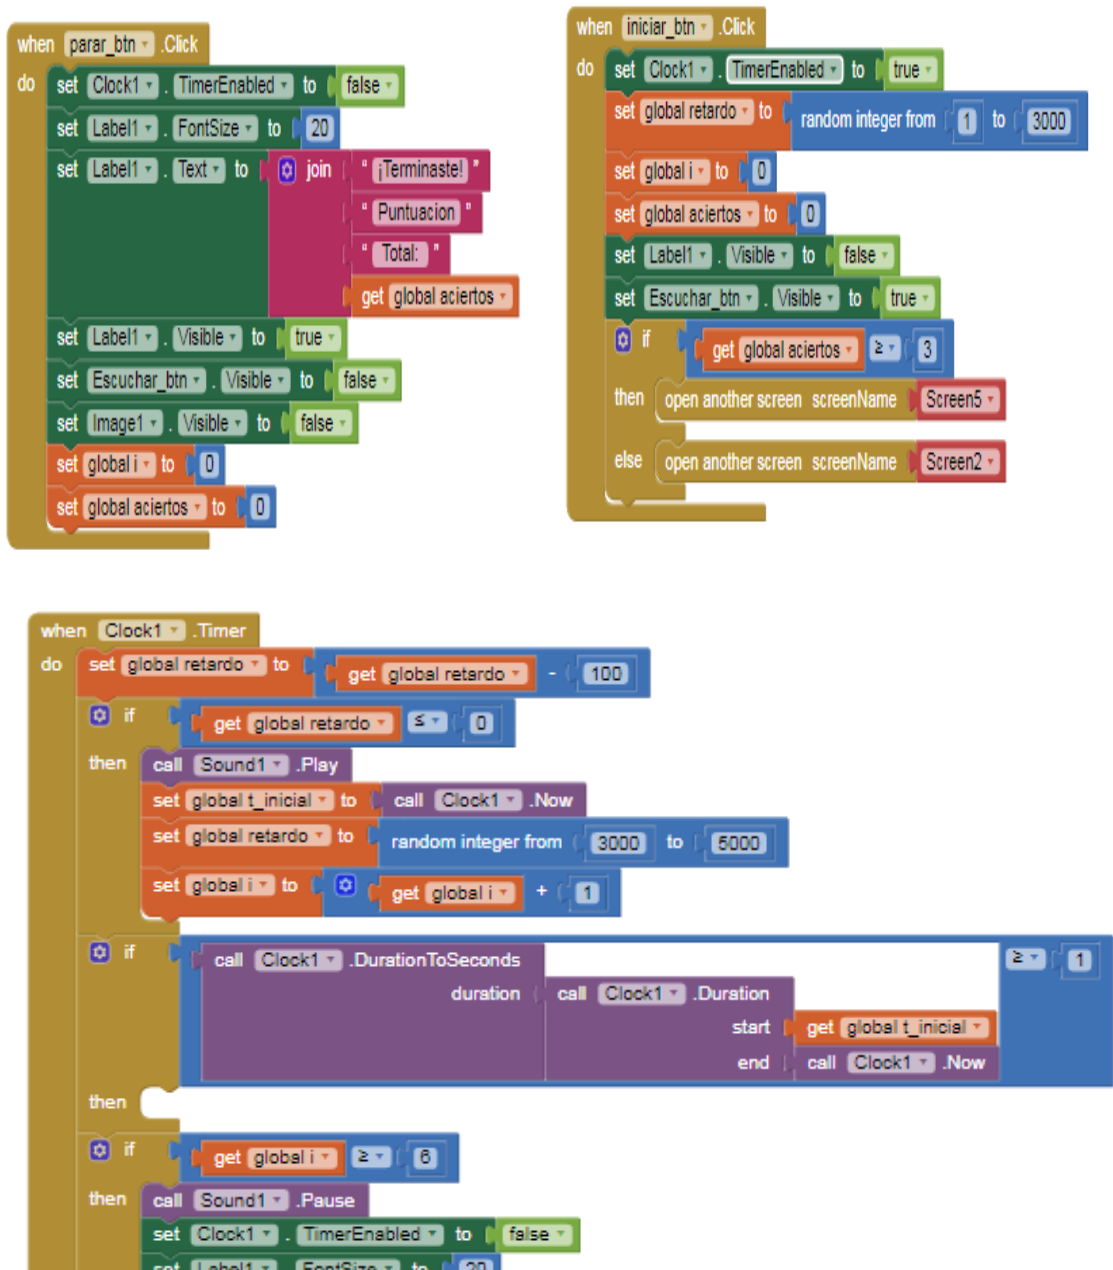 when parar_btn .Click
do set Clock1 . TimerEnabled to false
set Label1 . FontSize to 20
set Label1 . Text to join " ¡Terminaste! "
" Puntuacion "
" Total: "
get global aciertos
set Label1 . Visible to true
set Escuchar_btn . Visible to false
set Image1 . Visible to false
set global i to 0
set global aciertos to 0
when iniciar_btn .Click
do set Clock1 . TimerEnabled to true
set global retardo to random integer from 1 to 3000
set global i to 0
set global aciertos to 0
set Label1 . Visible to false
set Escuchar_btn . Visible to true
if get global aciertos ≥ 3
then open another screen screenName Screen5
else open another screen screenName Screen2
when Clock1 .Timer
do set global retardo to get global retardo - 100
if get global retardo ≤ 0
then call Sound1 .Play
set global t_inicial to call Clock1 .Now
set global retardo to random integer from 3000 to 5000
set global i to get global i + 1
if call Clock1 .DurationToSeconds ≥ 1
duration call Clock1 .Duration
start get global t_inicial
end call Clock1 .Now
then
if get global i ≥ 6
then call Sound1 .Pause
set Clock1 . TimerEnabled to false
set Label1 . FontSize to 20